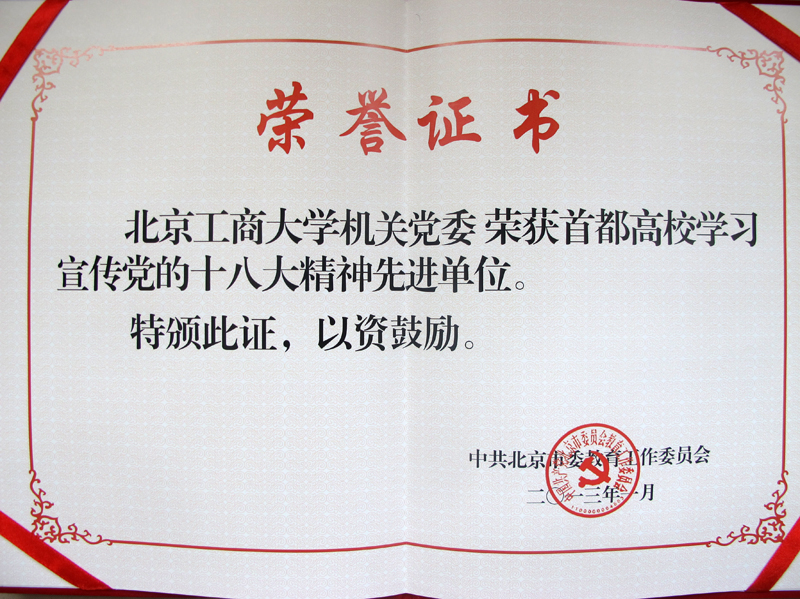 荣誉证书
北京工商大学机关党委 荣获首都高校学习
宣传党的十八大精神先进单位。
特颁此证，以资鼓励。
中共北京市委教育工作委员会
二〇一三年一月